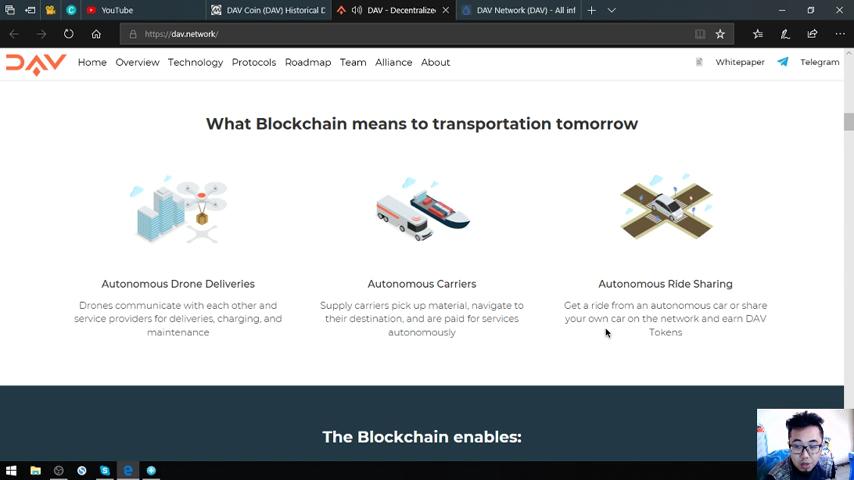 YouTube
DAV Coin (DAV) Historical D
DAV - Decentralize
DAV Network (DAV) - All inf
https://dav.network/
DAV
Home Overview Technology Protocols Roadmap Team Alliance About
Whitepaper Telegram
What Blockchain means to transportation tomorrow
Autonomous Drone Deliveries
Drones communicate with each other and
service providers for deliveries, charging, and
maintenance
Autonomous Carriers
Supply carriers pick up material, navigate to
their destination, and are paid for services
autonomously
Autonomous Ride Sharing
Get a ride from an autonomous car or share
your own car on the network and earn DAV
Tokens
The Blockchain enables: